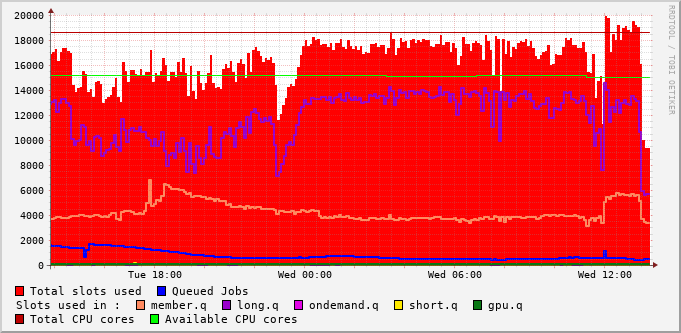 20000
18000
16000
14000
12000
10000
8000
6000
4000
2000
0
Tue 18:00 Wed 00:00 Wed 06:00 Wed 12:00
Total slots used Queued Jobs
Slots used in : member.q long.q ondemand.q short.q gpu.q
Total CPU cores Available CPU cores
RRDTOOL / TOBI OETIKER